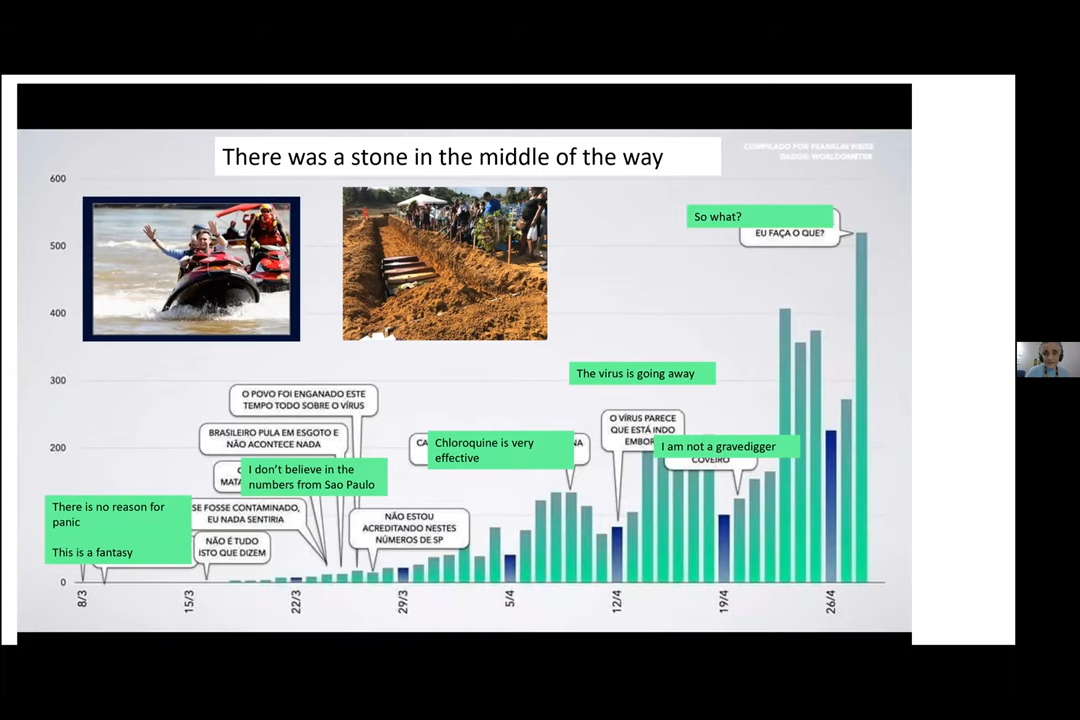 There was a stone in the middle of the way
COMPILADO POR FRANKLIN WEISE
DADOS: WORLDOMETER
600
500
400
300
200
0
So what?
EU FAÇO O QUE?
The virus is going away
O POVO FOI ENGANADO ESTE
TEMPO TODO SOBRE O VÍRUS
BRASILEIRO PULA EM ESGOTO E
NÃO ACONTECE NADA
O VÍRUS PARECE
QUE ESTÁ INDO
Chloroquine is very
effective
I am not a gravedigger
COVEIRO
I don't believe in the
numbers from Sao Paulo
There is no reason for
panic
This is a fantasy
SE FOSSE CONTAMINADO,
EU NADA SENTIRIA
NÃO É TUDO
ISTO QUE DIZEM
NÃO ESTOU
ACREDITANDO NESTES
NÚMEROS DE SP
8/3
15/3
22/3
29/3
5/4
12/4
19/4
26/4